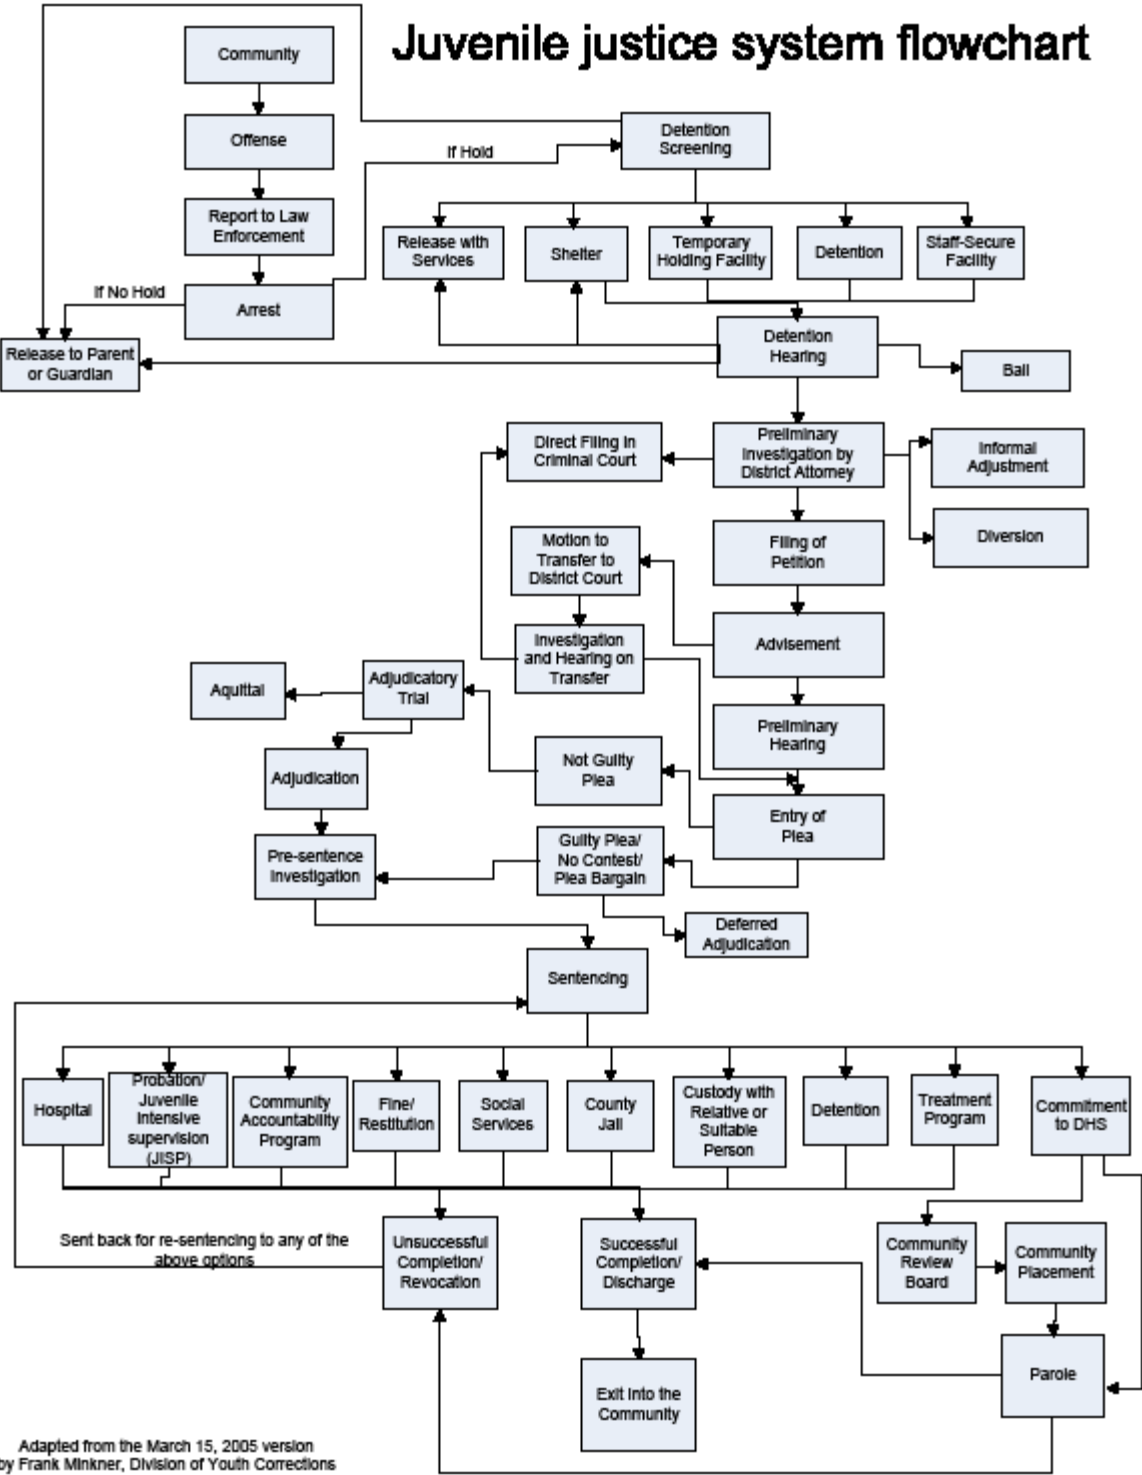 Juvenile justice system flowchart
Community
Offense
Report to Law
Enforcement
Arrest
If Hold
If No Hold
Detention
Screening
Release with
Services
Shelter
Temporary
Holding Facility
Detention
Staff-Secure
Facility
Release to Parent
or Guardian
Detention
Hearing
Bail
Direct Filing in
Criminal Court
Preliminary
Investigation by
District Attorney
Informal
Adjustment
Diversion
Motion to
Transfer to
District Court
Filing of
Petition
Investigation
and Hearing on
Transfer
Advisement
Aquittal
Adjudicatory
Trial
Preliminary
Hearing
Adjudication
Not Guilty
Plea
Entry of
Plea
Pre-sentence
Investigation
Guilty Plea/
No Contest/
Plea Bargain
Deferred
Adjudication
Sentencing
Hospital
Probation/
Juvenile
Intensive
supervision
(JISP)
Community
Accountability
Program
Fine/
Restitution
Social
Services
County
Jail
Custody with
Relative or
Suitable
Person
Detention
Treatment
Program
Commitment
to DHS
Sent back for re-sentencing to any of the
above options
Unsuccessful
Completion/
Revocation
Successful
Completion/
Discharge
Community
Review
Board
Community
Placement
Parole
Exit into the
Community
Adapted from the March 15, 2005 version
by Frank Minkner, Division of Youth Corrections